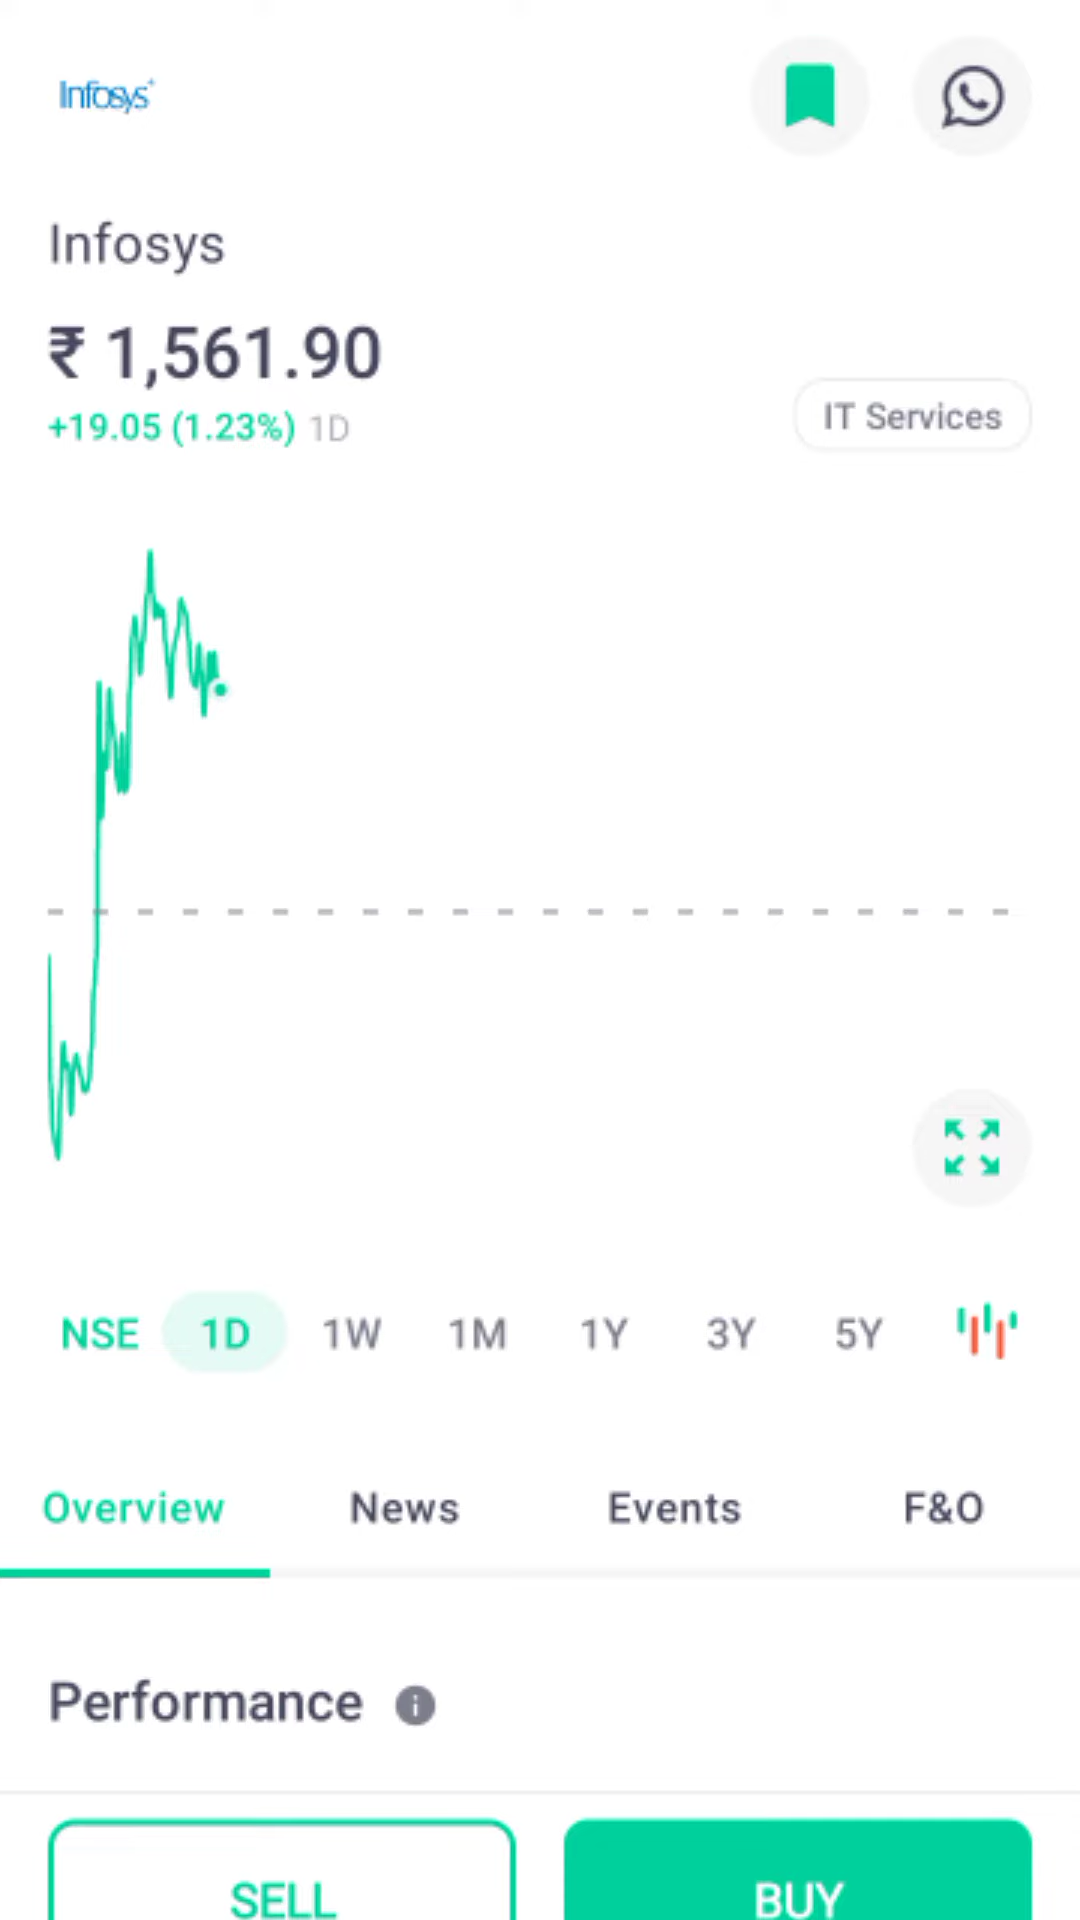 Infosys
Infosys
₹ 1,561.90
+19.05 (1.23%) 1D
IT Services
NSE 1D 1W 1M 1Y 3Y 5Y
Overview News Events F&O
Performance
SELL BUY